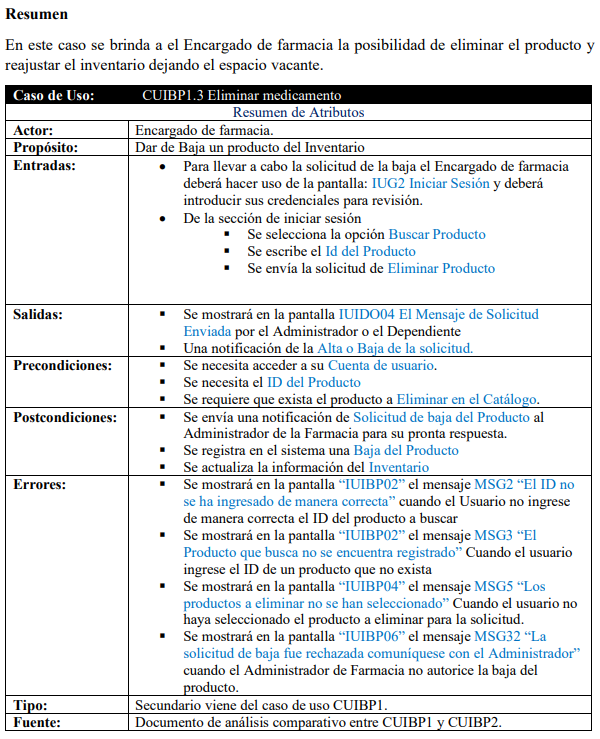 Resumen
En este caso se brinda a el Encargado de farmacia la posibilidad de eliminar el producto y
reajustar el inventario dejando el espacio vacante.
Caso de Uso: CUIBP1.3 Eliminar medicamento
Resumen de Atributos
Actor: Encargado de farmacia.
Propósito: Dar de Baja un producto del Inventario
Entradas: • Para llevar a cabo la solicitud de la baja el Encargado de farmacia
deberá hacer uso de la pantalla: IUG2 Iniciar Sesión y deberá
introducir sus credenciales para revisión.
• De la sección de iniciar sesión
▪ Se selecciona la opción Buscar Producto
▪ Se escribe el Id del Producto
▪ Se envía la solicitud de Eliminar Producto
Salidas: ▪ Se mostrará en la pantalla IUIDO04 El Mensaje de Solicitud
Enviada por el Administrador o el Dependiente
▪ Una notificación de la Alta o Baja de la solicitud.
Precondiciones: ▪ Se necesita acceder a su Cuenta de usuario.
▪ Se necesita el ID del Producto
▪ Se requiere que exista el producto a Eliminar en el Catálogo.
Postcondiciones: ▪ Se envía una notificación de Solicitud de baja del Producto al
Administrador de la Farmacia para su pronta respuesta.
▪ Se registra en el sistema una Baja del Producto
▪ Se actualiza la información del Inventario
Errores: ▪ Se mostrará en la pantalla “IUIBP02” el mensaje MSG2 “El ID no
se ha ingresado de manera correcta” cuando el Usuario no ingrese
de manera correcta el ID del producto a buscar
▪ Se mostrará en la pantalla “IUIBP02” el mensaje MSG3 “El
Producto que busca no se encuentra registrado” Cuando el usuario
ingrese el ID de un producto que no exista
▪ Se mostrará en la pantalla “IUIBP04” el mensaje MSG5 “Los
productos a eliminar no se han seleccionado” Cuando el usuario no
haya seleccionado el producto a eliminar para la solicitud.
▪ Se mostrará en la pantalla “IUIBP06” el mensaje MSG32 “La
solicitud de baja fue rechazada comuníquese con el Administrador”
cuando el Administrador de Farmacia no autorice la baja del
producto.
Tipo: Secundario viene del caso de uso CUIBP1.
Fuente: Documento de análisis comparativo entre CUIBP1 y CUIBP2.